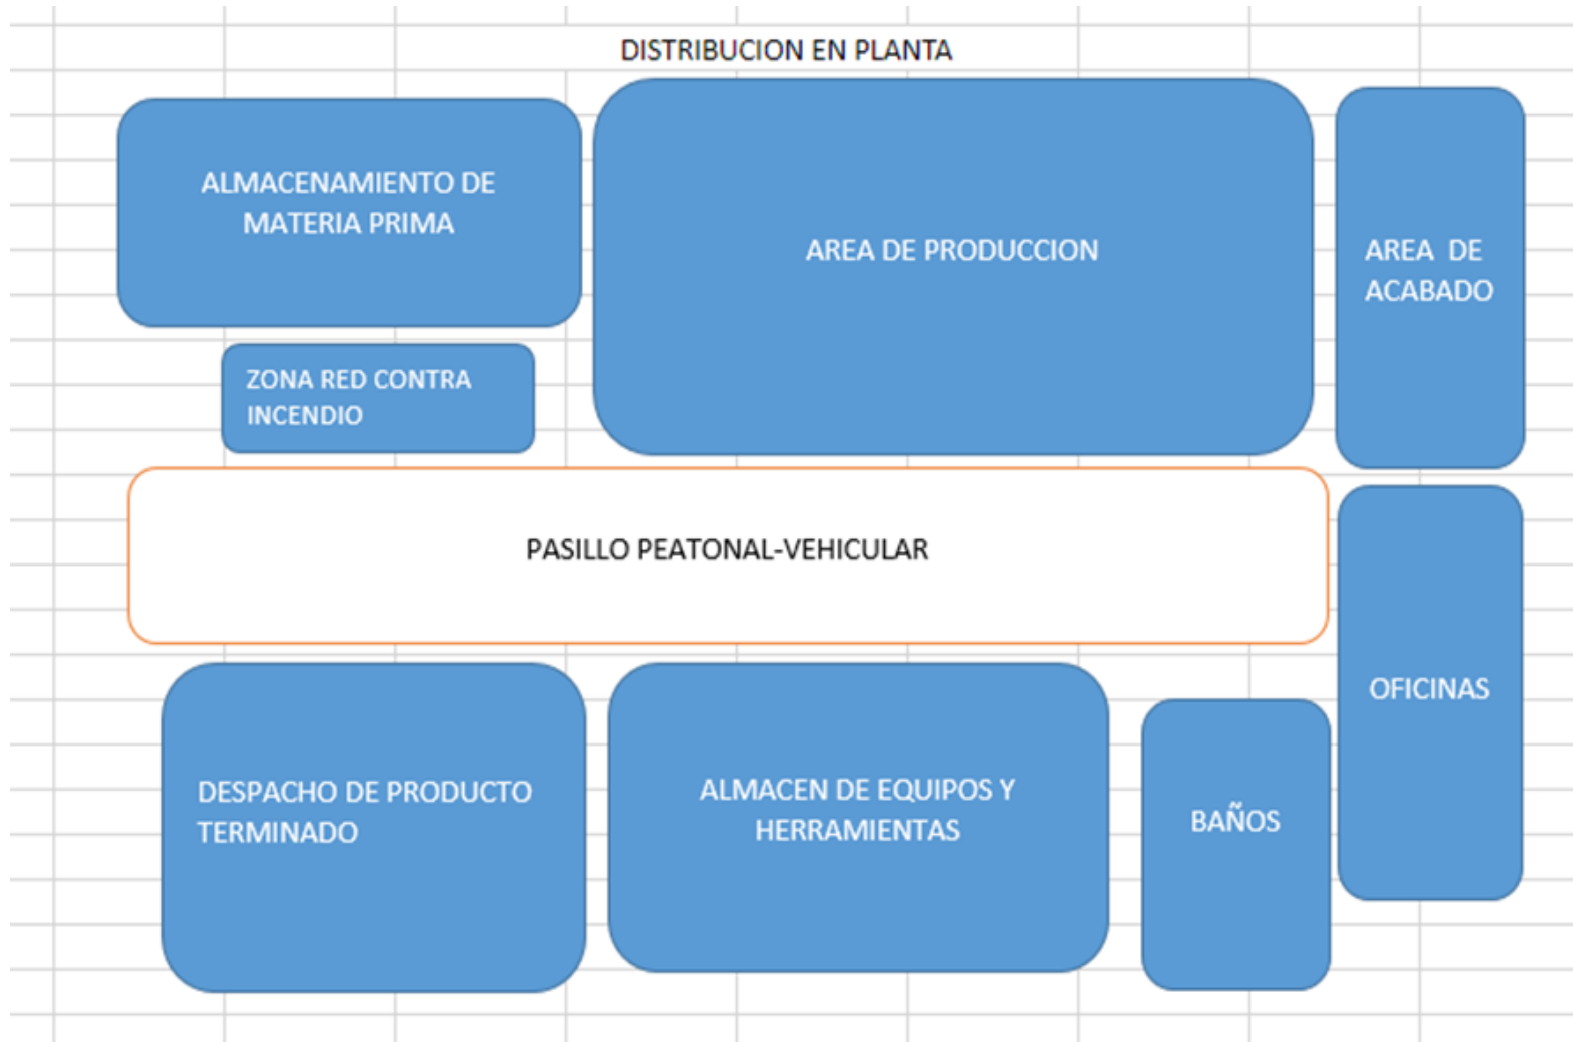 DISTRIBUCION EN PLANTA
ALMACENAMIENTO DE
MATERIA PRIMA
AREA DE PRODUCCION
AREA  DE
ACABADO
ZONA RED CONTRA
INCENDIO
PASILLO PEATONAL-VEHICULAR
OFICINAS
DESPACHO DE PRODUCTO
TERMINADO
ALMACEN DE EQUIPOS Y
HERRAMIENTAS
BAÑOS